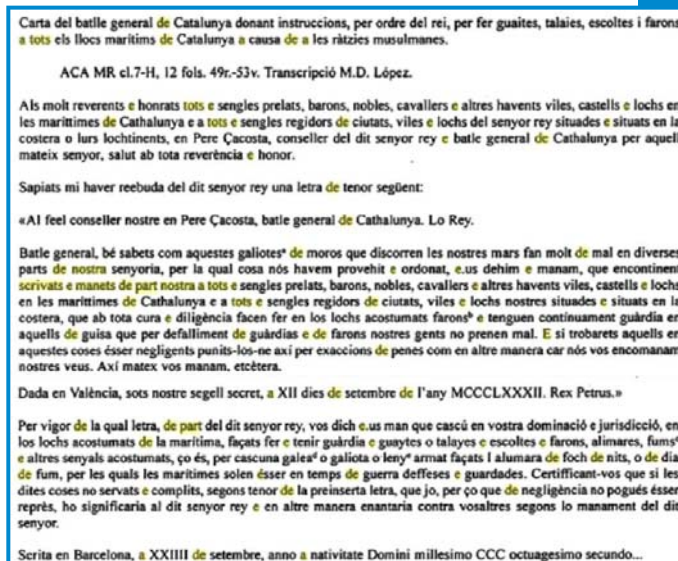 Carta del batlle general de Catalunya donant instruccions, per ordre del rei, per fer guaites, talaies, escoltes i farons
a tots els llocs marítims de Catalunya a causa de a les ràtzies musulmanes.
ACA MR cl.7-H, 12 fols. 49r.-53v. Transcripció M.D. López.
Als molt reverents e honrats tots e sengles prelats, barons, nobles, cavallers e altres havents viles, castells e lochs en
les maríttimes de Cathalunya e a tots e sengles regidors de ciutats, viles e lochs del senyor rey situades e situats en la
costera o lurs lochtinents, en Pere Çacosta, conseller del dit senyor rey e batle general de Cathalunya per aquell
mateix senyor, salut ab tota reverència e honor.
Sapiats mi haver reebuda del dit senyor rey una letra de tenor següent:
«Al feel conseller nostre en Pere Çacosta, batle general de Cathalunya. Lo Rey.
Batle general, bé sabets com aquestes galiotesª de moros que discorren les nostres mars fan molt de mal en diverses
parts de nostra senyoria, per la qual cosa nós havem provehit e ordonat, e.us dehim e manam, que encontinent
scrivats e manets de part nostra a tots e sengles prelats, barons, nobles, cavallers e altres havents viles, castells e lochs
en les maríttimes de Cathalunya e a tots e sengles regidors de ciutats, viles e lochs nostres situades e situats en la
costera, que ab tota cura e diligència facen fer en los lochs acostumats faronsᵇ e tenguen contínuament guàrdia en
aquells de guisa que per defalliment de guàrdias e de farons nostres gents no prenen mal. E si trobarets aquells en
aquestes coses ésser negligents punits-los-ne axí per exaccions de penes com en altre manera car nós vos encomanam
nostres veus. Axí matex vos manam, etcètera.
Dada en València, sots nostre segell secret, a XII dies de setembre de l'any MCCCLXXXII. Rex Petrus.»
Per vigor de la qual letra, de part del dit senyor rey, vos dich e.us man que cascú en vostra dominació e jurisdicció, en
los lochs acostumats de la marítima, façats fer e tenir guàrdia e guaytes o talayes e escoltes e farons, alimares, fumsᶜ
e altres senyals acostumats, ço és, per cascuna galeaᵈ o galiota o lenyᵉ armat façats I alumara de foch de nits, o de dia
de fum, per les quals les marítimes solen ésser en temps de guerra deffeses e guardades. Certifficant-vos que si les
dites coses no servats e complits, segons tenor de la preinserta letra, que jo, per ço que de negligència no pogués ésser
représ, ho significaria al dit senyor rey e en altre manera enantaria contra vosaltres segons lo manament del dit
senyor.
Scrita en Barcelona, a XXIIII de setembre, anno a nativitate Domini millesimo CCC octuagesimo secundo...